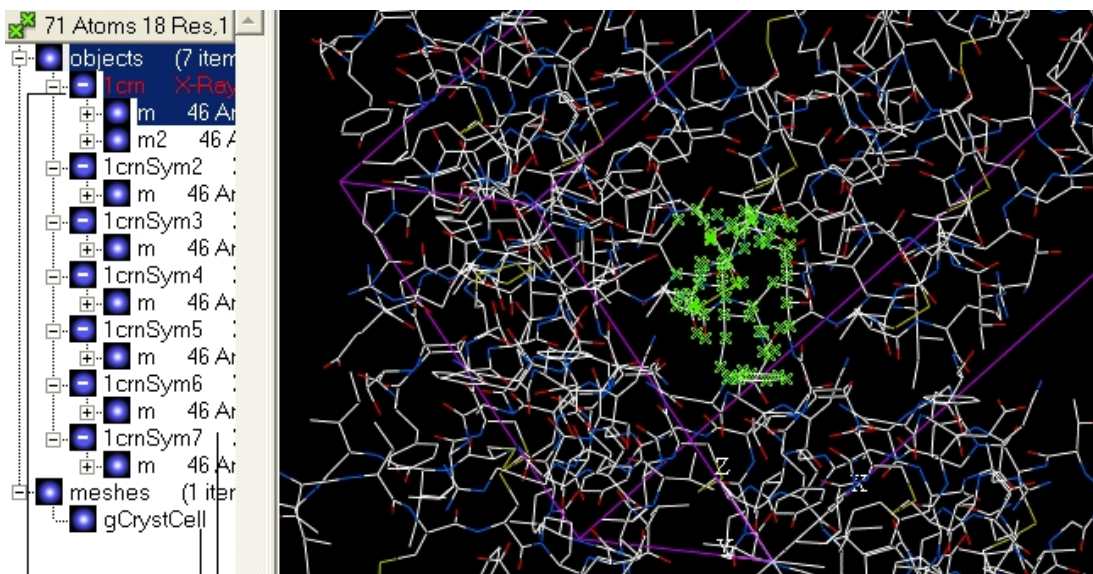 71 Atoms 18 Res,1
objects (7 item
1crn X-Ray
m 46 Ar
m2 46 A
1crnSym2
m 46 Ar
1crnSym3
m 46 Ar
1crnSym4
m 46 Ar
1crnSym5
m 46 Ar
1crnSym6
m 46 Ar
1crnSym7
m 46 Ar
meshes (1 iter
gCrystCell
Z
X
Y